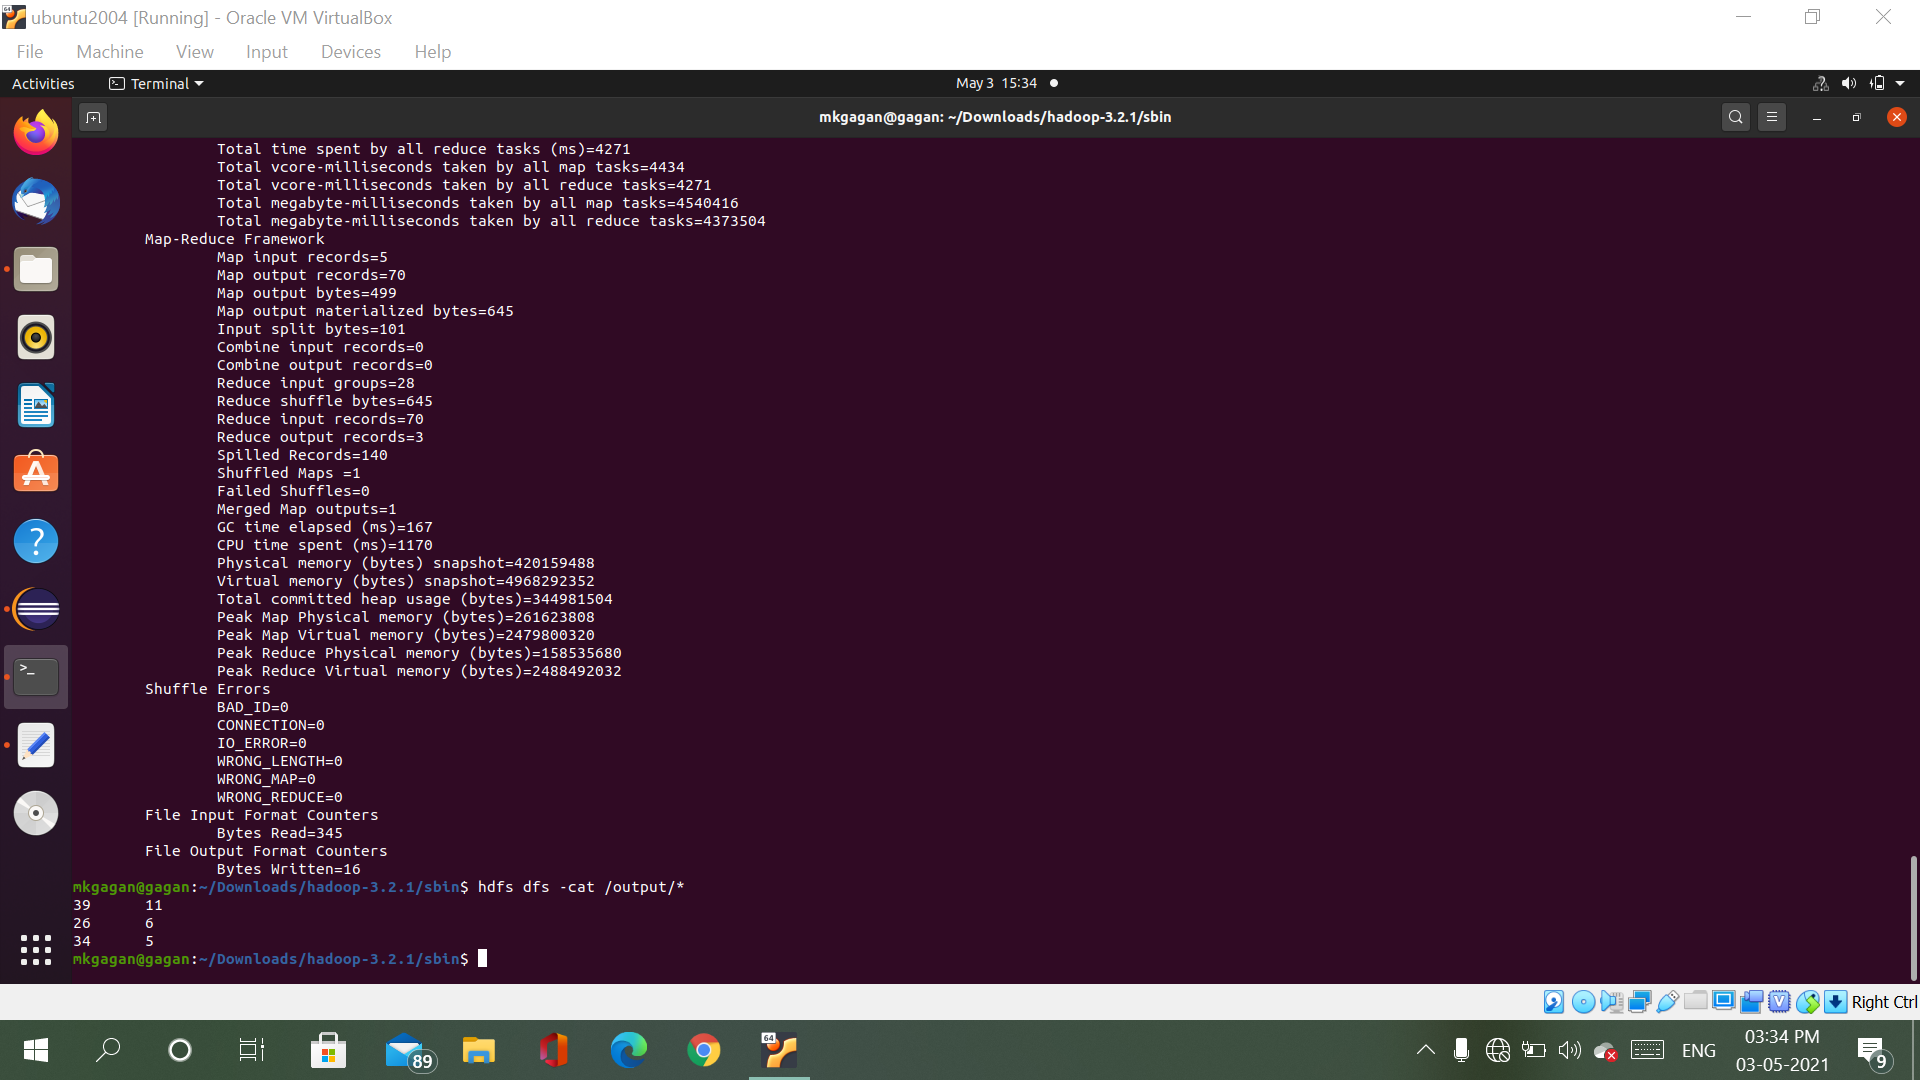 ubuntu2004 [Running] - Oracle VM VirtualBox
File Machine View Input Devices Help
Activities Terminal May 3 15:34
mkgagan@gagan: ~/Downloads/hadoop-3.2.1/sbin
Total time spent by all reduce tasks (ms)=4271
Total vcore-milliseconds taken by all map tasks=4434
Total vcore-milliseconds taken by all reduce tasks=4271
Total megabyte-milliseconds taken by all map tasks=4540416
Total megabyte-milliseconds taken by all reduce tasks=4373504
Map-Reduce Framework
Map input records=5
Map output records=70
Map output bytes=499
Map output materialized bytes=645
Input split bytes=101
Combine input records=0
Combine output records=0
Reduce input groups=28
Reduce shuffle bytes=645
Reduce input records=70
Reduce output records=3
Spilled Records=140
Shuffled Maps =1
Failed Shuffles=0
Merged Map outputs=1
GC time elapsed (ms)=167
CPU time spent (ms)=1170
Physical memory (bytes) snapshot=420159488
Virtual memory (bytes) snapshot=4968292352
Total committed heap usage (bytes)=344981504
Peak Map Physical memory (bytes)=261623808
Peak Map Virtual memory (bytes)=2479800320
Peak Reduce Physical memory (bytes)=158535680
Peak Reduce Virtual memory (bytes)=2488492032
Shuffle Errors
BAD_ID=0
CONNECTION=0
IO_ERROR=0
WRONG_LENGTH=0
WRONG_MAP=0
WRONG_REDUCE=0
File Input Format Counters
Bytes Read=345
File Output Format Counters
Bytes Written=16
mkgagan@gagan:~/Downloads/hadoop-3.2.1/sbin$ hdfs dfs -cat /output/*
39 11
26 6
34 5
mkgagan@gagan:~/Downloads/hadoop-3.2.1/sbin$
Right Ctrl
89
64
ENG
03:34 PM
03-05-2021
9